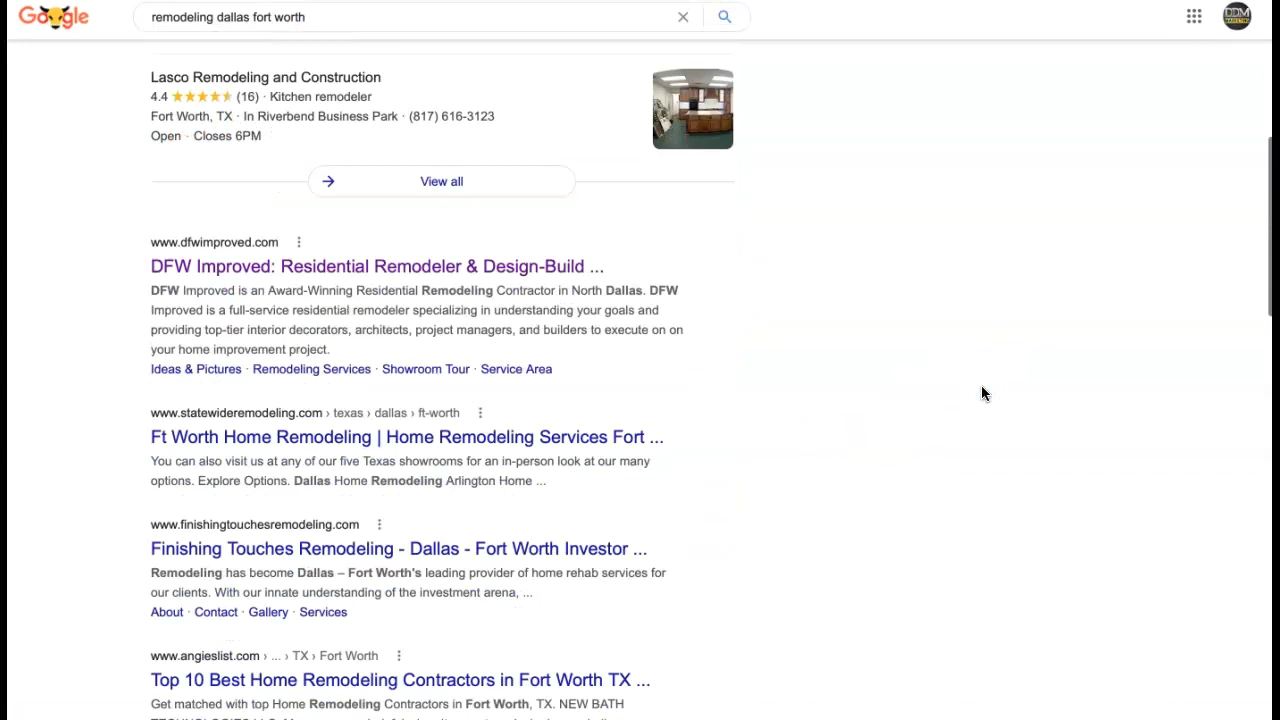 Google
remodeling dallas fort worth
Lasco Remodeling and Construction
4.4 (16) · Kitchen remodeler
Fort Worth, TX · In Riverbend Business Park · (817) 616-3123
Open · Closes 6PM
View all
www.dfwimproved.com
DFW Improved: Residential Remodeler & Design-Build ...
DFW Improved is an Award-Winning Residential Remodeling Contractor in North Dallas. DFW
Improved is a full-service residential remodeler specializing in understanding your goals and
providing top-tier interior decorators, architects, project managers, and builders to execute on on
your home improvement project.
Ideas & Pictures · Remodeling Services · Showroom Tour · Service Area
www.statewideremodeling.com › texas › dallas › ft-worth
Ft Worth Home Remodeling | Home Remodeling Services Fort ...
You can also visit us at any of our five Texas showrooms for an in-person look at our many
options. Explore Options. Dallas Home Remodeling Arlington Home ...
www.finishingtouchesremodeling.com
Finishing Touches Remodeling - Dallas - Fort Worth Investor ...
Remodeling has become Dallas – Fort Worth's leading provider of home rehab services for
our clients. With our innate understanding of the investment arena, ...
About · Contact · Gallery · Services
www.angieslist.com › ... › TX › Fort Worth
Top 10 Best Home Remodeling Contractors in Fort Worth TX ...
Get matched with top Home Remodeling Contractors in Fort Worth, TX. NEW BATH